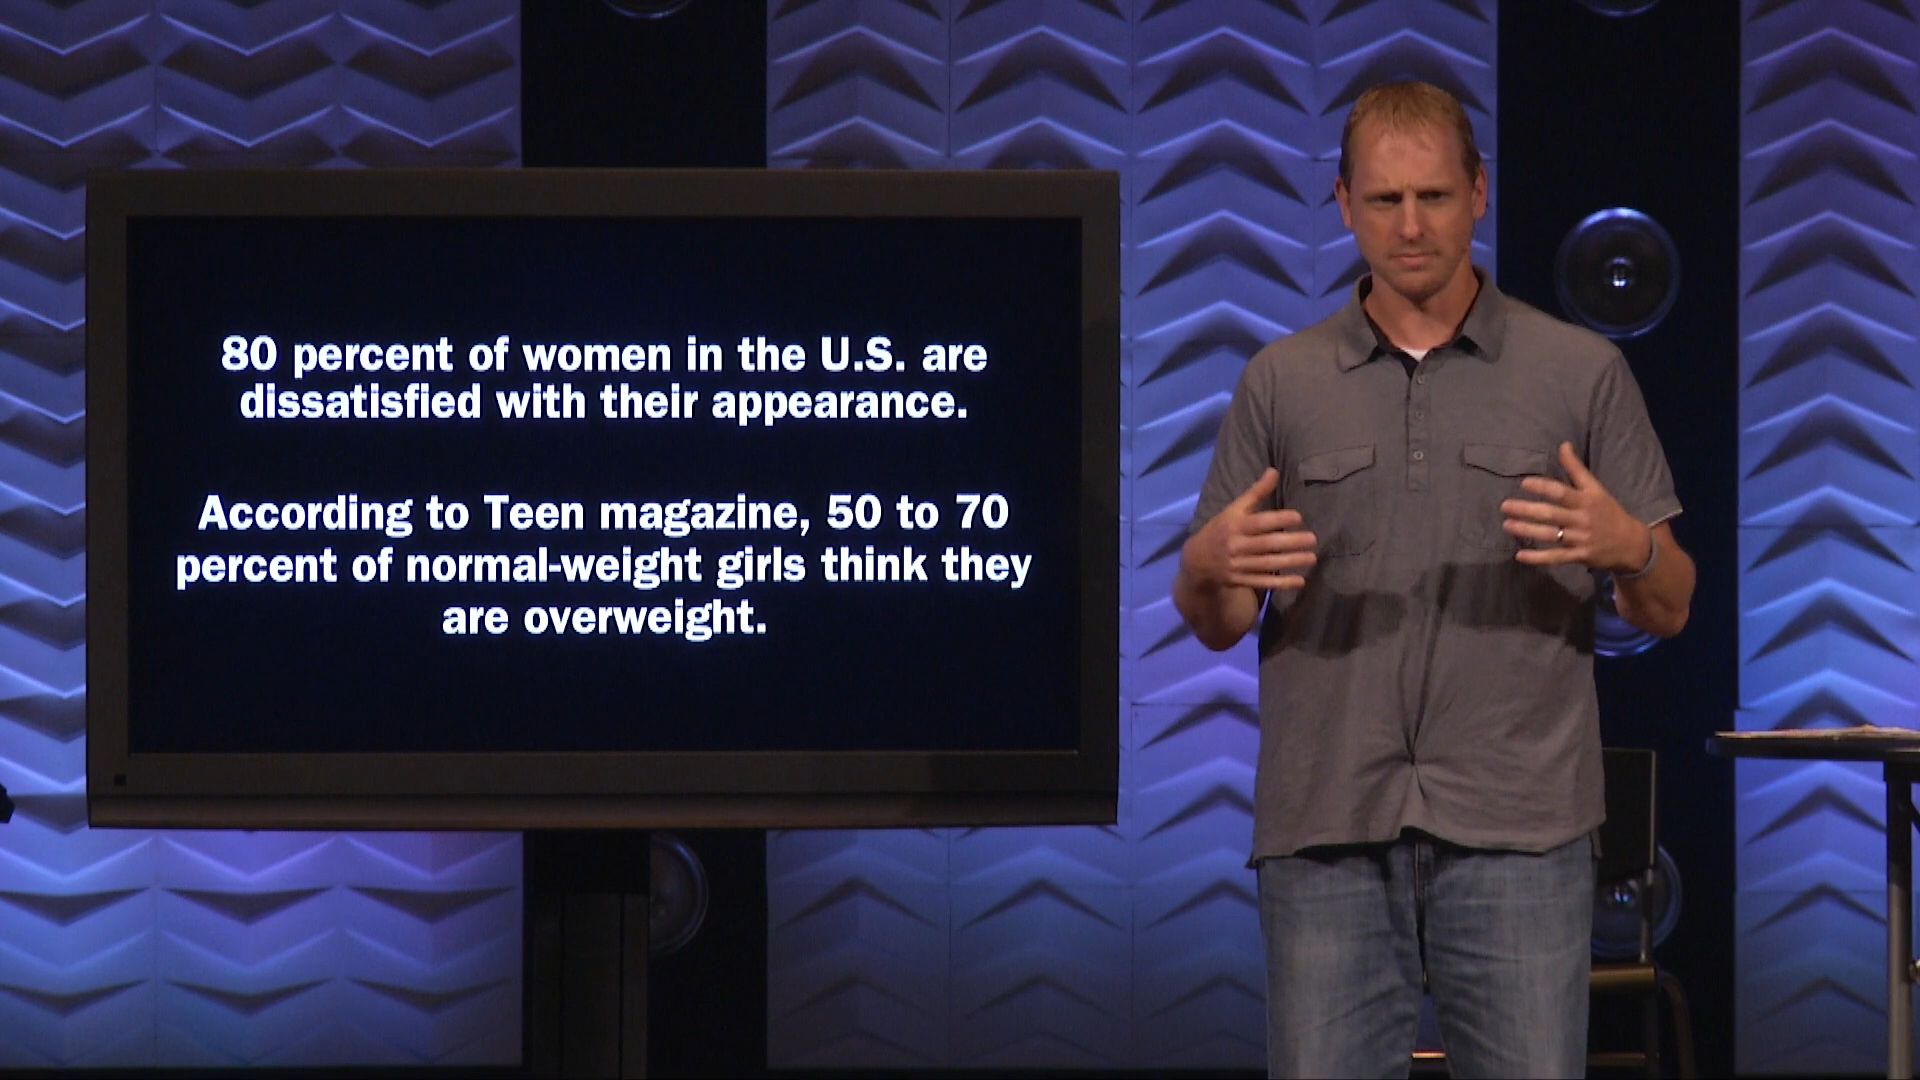 80 percent of women in the U.S. are
dissatisfied with their appearance.
According to Teen magazine, 50 to 70
percent of normal-weight girls think they
are overweight.